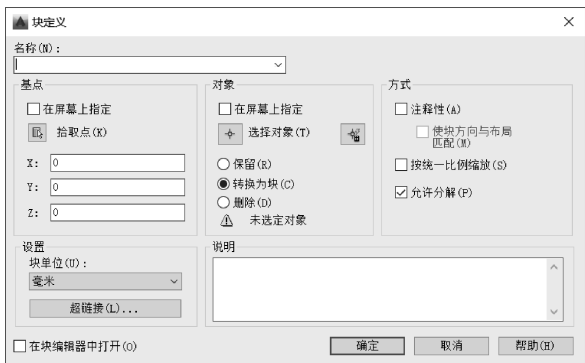 块定义
名称(N):
基点
在屏幕上指定
拾取点(K)
X: 0
Y: 0
Z: 0
对象
在屏幕上指定
选择对象(T)
保留(R)
转换为块(C)
删除(D)
未选定对象
方式
注释性(A)
使块方向与布局
匹配(M)
按统一比例缩放(S)
允许分解(P)
设置
块单位(U):
毫米
超链接(L)...
说明
在块编辑器中打开(O)
确定
取消
帮助(H)